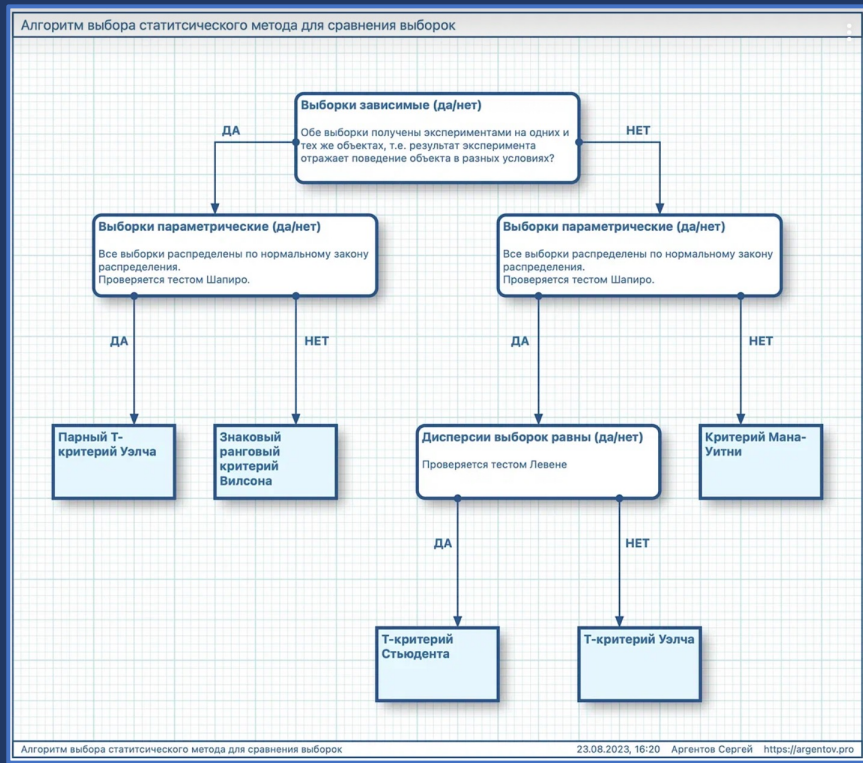 Алгоритм выбора статитсического метода для сравнения выборок
Выборки зависимые (да/нет)
Обе выборки получены экспериментами на одних и
тех же объектах, т.е. результат эксперимента
отражает поведение объекта в разных условиях?
ДА
НЕТ
Выборки параметрические (да/нет)
Все выборки распределены по нормальному закону
распределения.
Проверяется тестом Шапиро.
Выборки параметрические (да/нет)
Все выборки распределены по нормальному закону
распределения.
Проверяется тестом Шапиро.
ДА
НЕТ
ДА
НЕТ
Парный Т-
критерий Уэлча
Знаковый
ранговый
критерий
Вилсона
Дисперсии выборок равны (да/нет)
Проверяется тестом Левене
Критерий Мана-
Уитни
ДА
НЕТ
Т-критерий
Стьюдента
Т-критерий Уэлча
Алгоритм выбора статитсического метода для сравнения выборок
23.08.2023, 16:20 Аргентов Сергей https://argentov.pro